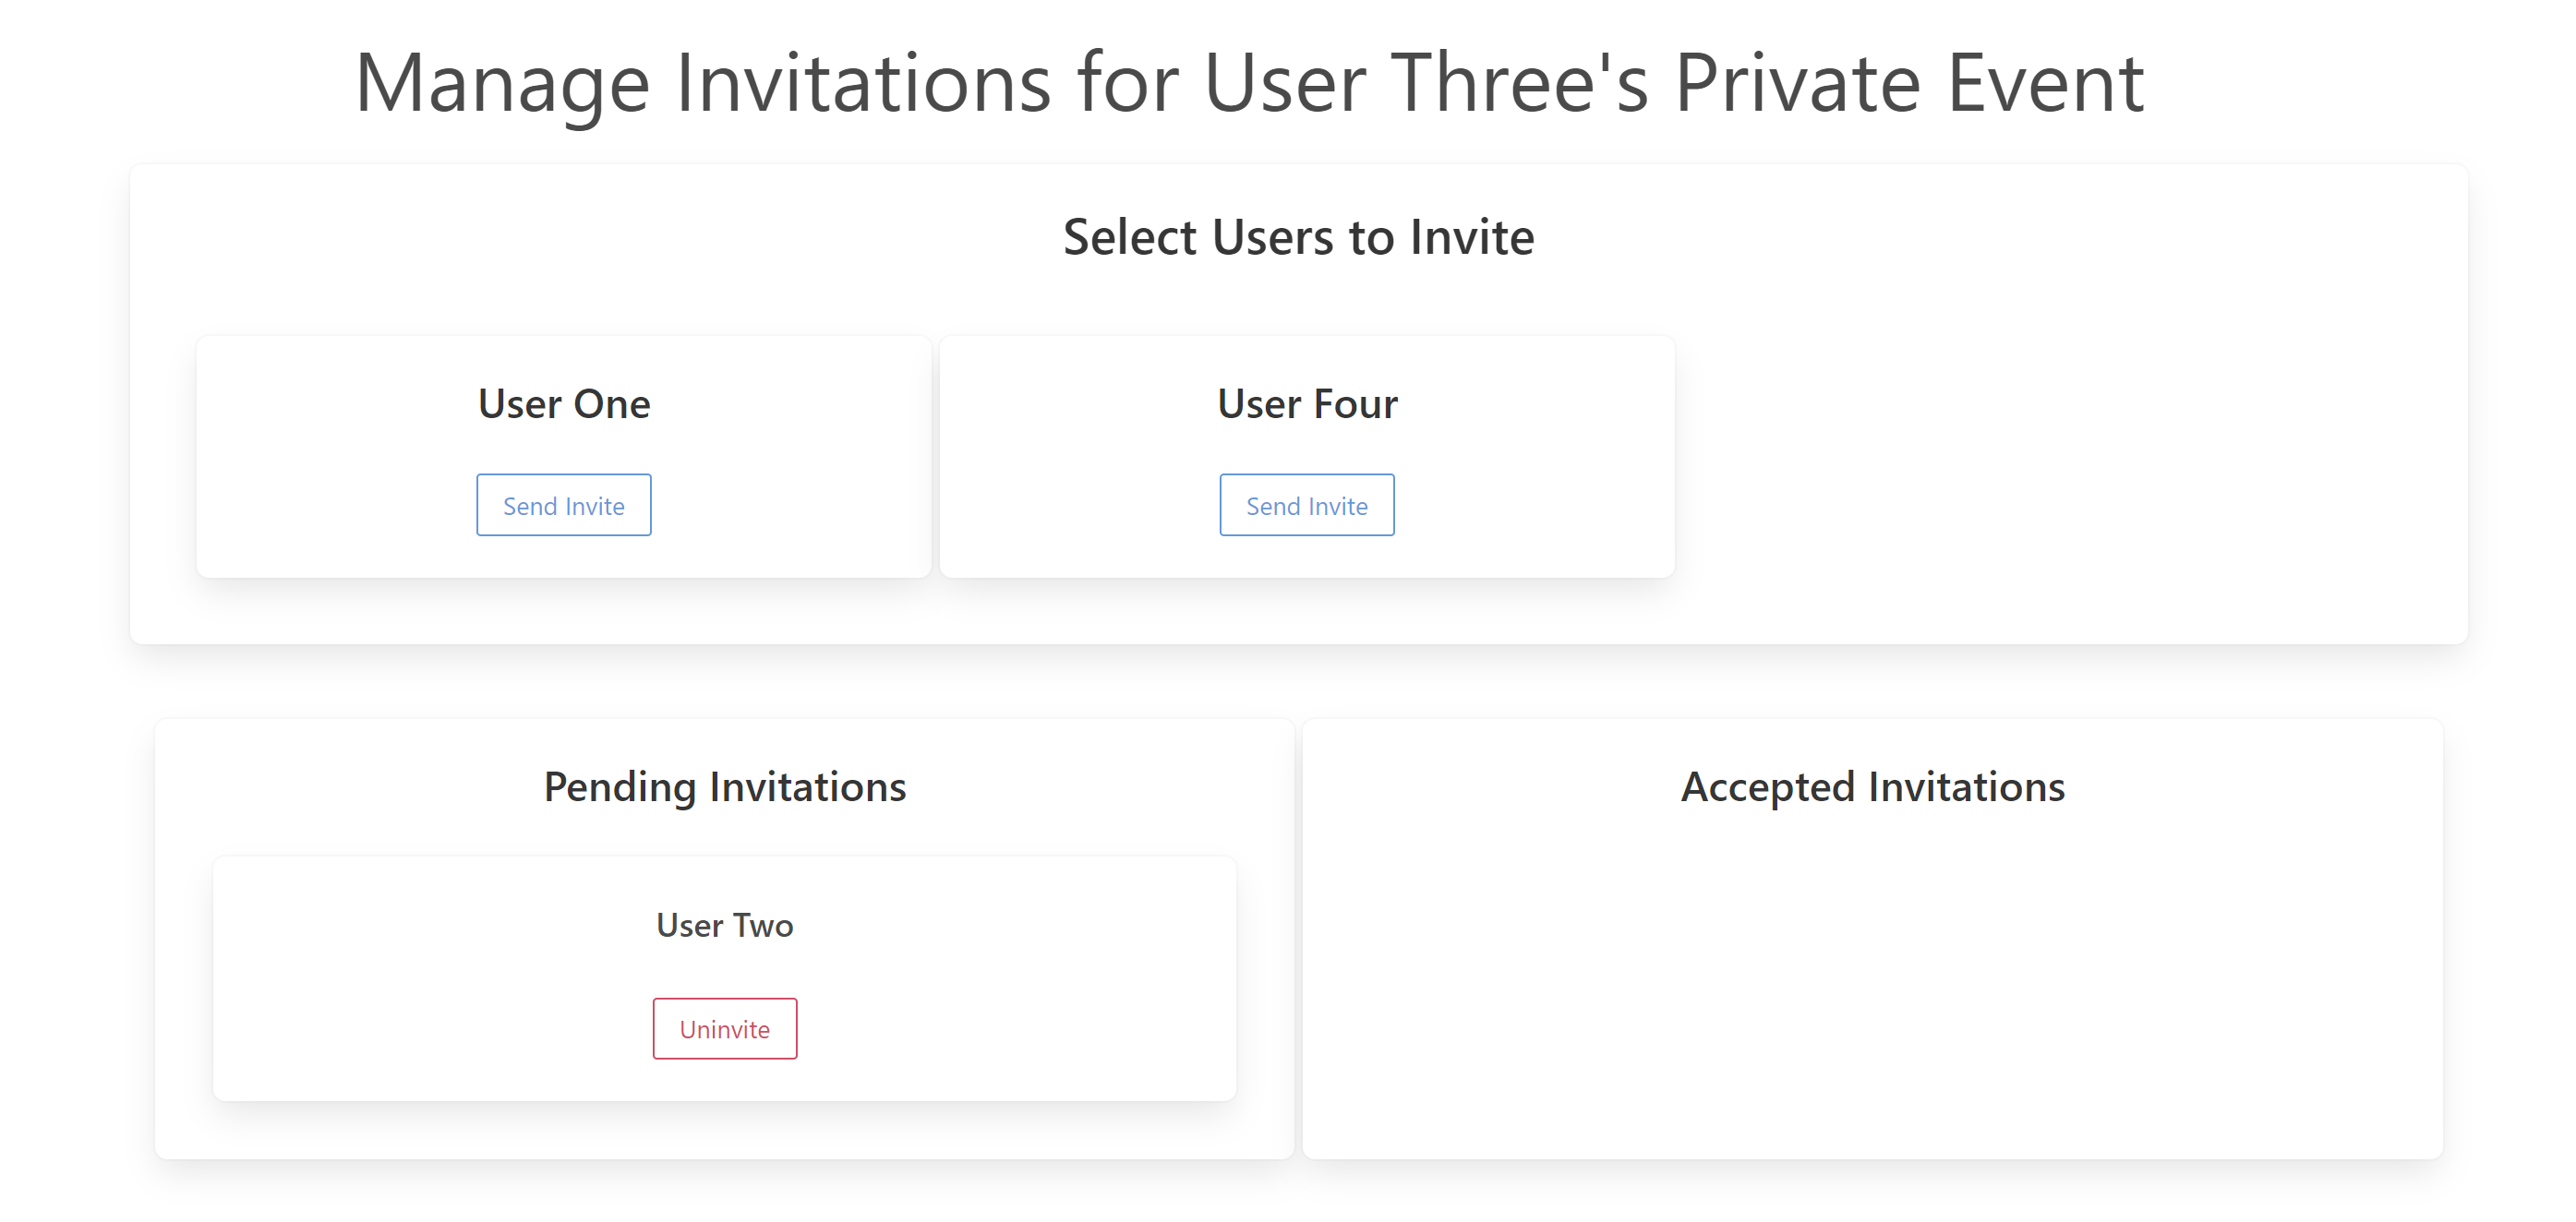 Manage Invitations for User Three's Private Event
Select Users to Invite
User One
Send Invite
User Four
Send Invite
Pending Invitations
User Two
Uninvite
Accepted Invitations